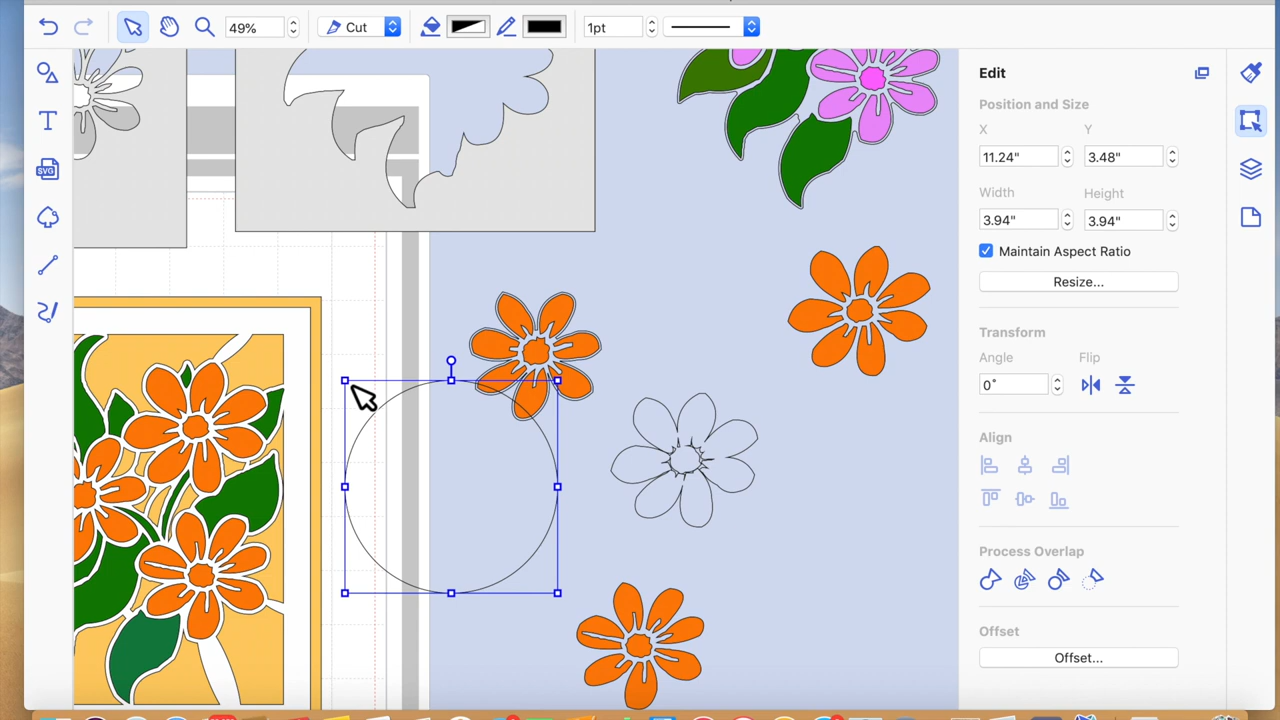 49%
Cut
1pt
T
SVG
Edit
Position and Size
X Y
11.24" 3.48"
Width Height
3.94" 3.94"
Maintain Aspect Ratio
Resize...
Transform
Angle Flip
0°
Align
Process Overlap
Offset
Offset...